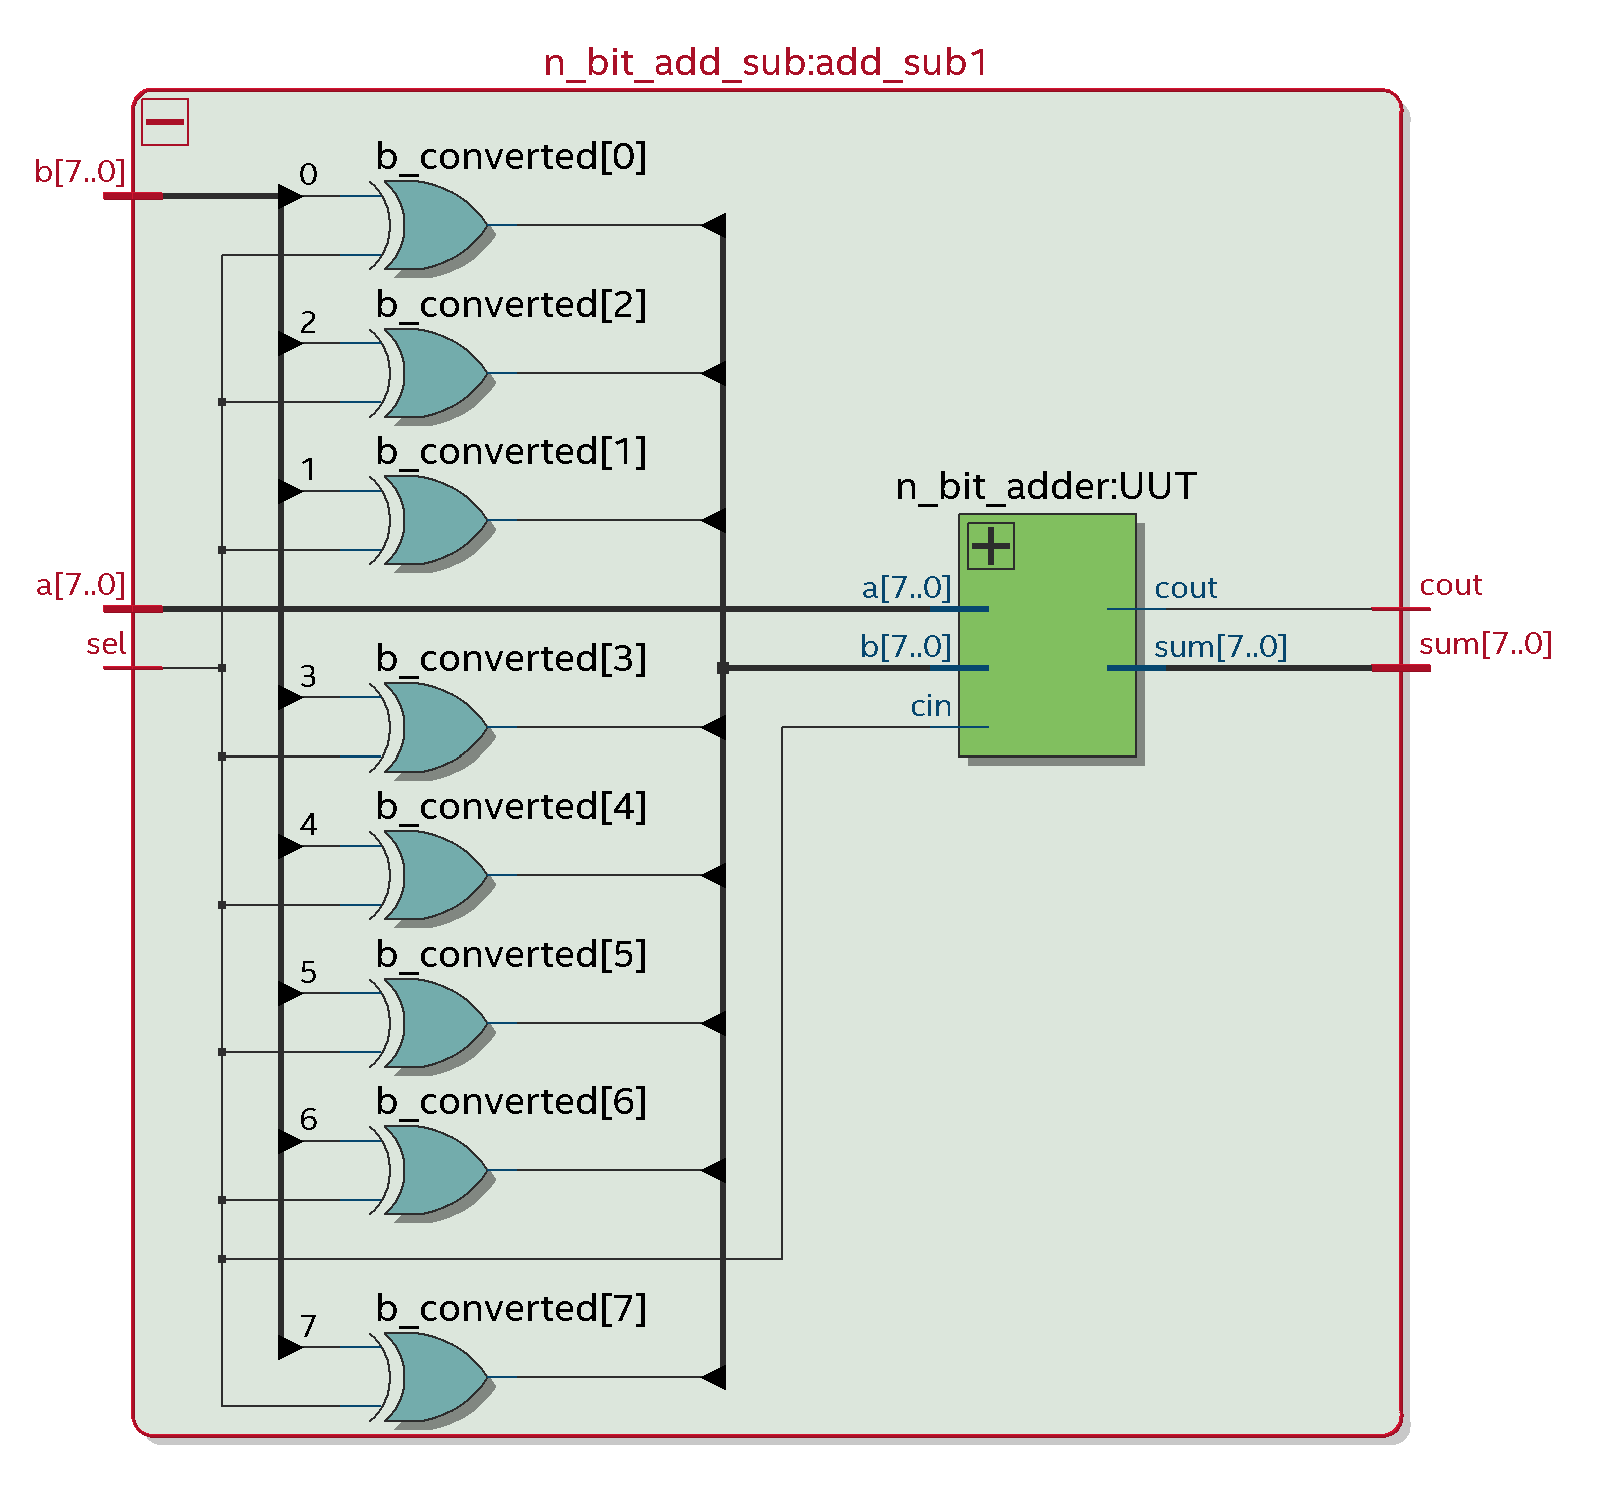 n_bit_add_sub:add_sub1
b[7..0]
0
b_converted[0]
2
b_converted[2]
1
b_converted[1]
n_bit_adder:UUT
a[7..0]
a[7..0]
cout
cout
sel
b[7..0]
sum[7..0]
sum[7..0]
3
b_converted[3]
cin
4
b_converted[4]
5
b_converted[5]
6
b_converted[6]
7
b_converted[7]